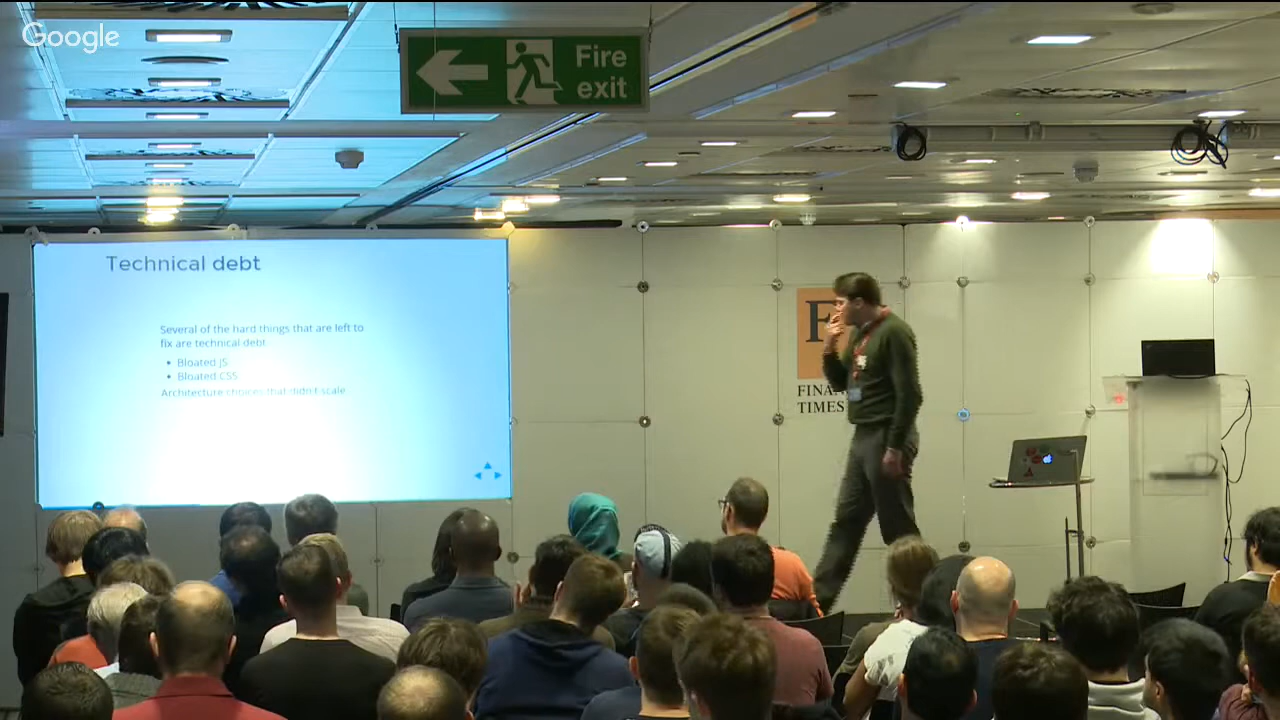 Google
Fire
exit
Technical debt
Several of the hard things that are left to
fix are technical debt
• Bloated JS
• Bloated CSS
Architecture choices that didn't scale
F
FINAN
TIMES